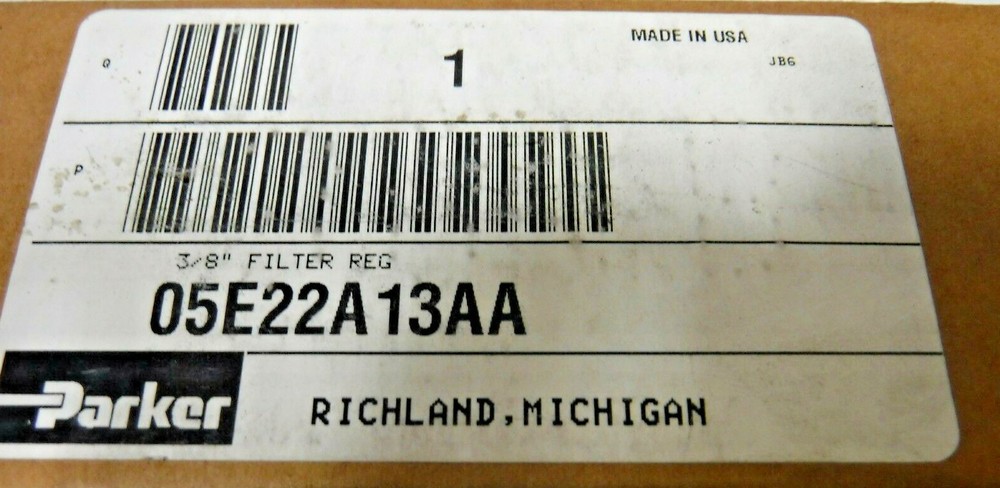 MADE IN USA
Q
1
JB6
P
3/8" FILTER REG
05E22A13AA
Parker
RICHLAND,MICHIGAN